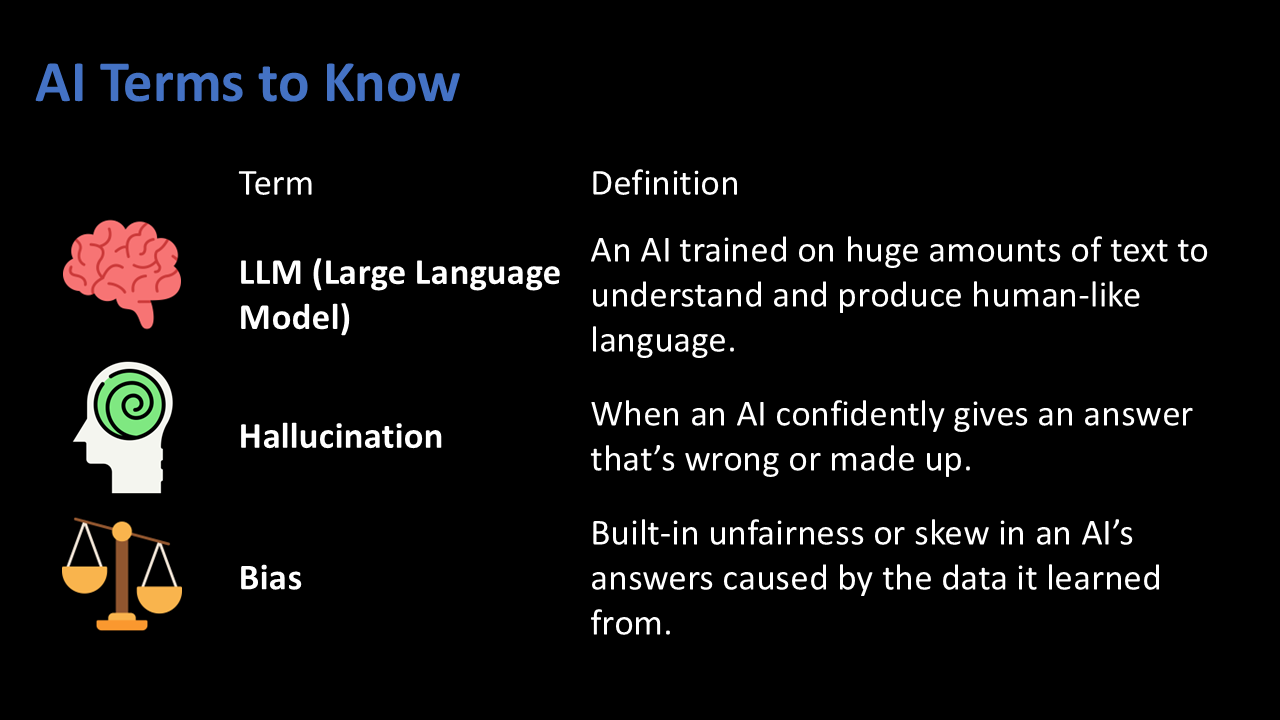 AI Terms to Know
Term
Definition
LLM (Large Language
Model)
An AI trained on huge amounts of text to
understand and produce human-like
language.
Hallucination
When an AI confidently gives an answer
that’s wrong or made up.
Bias
Built-in unfairness or skew in an AI’s
answers caused by the data it learned
from.